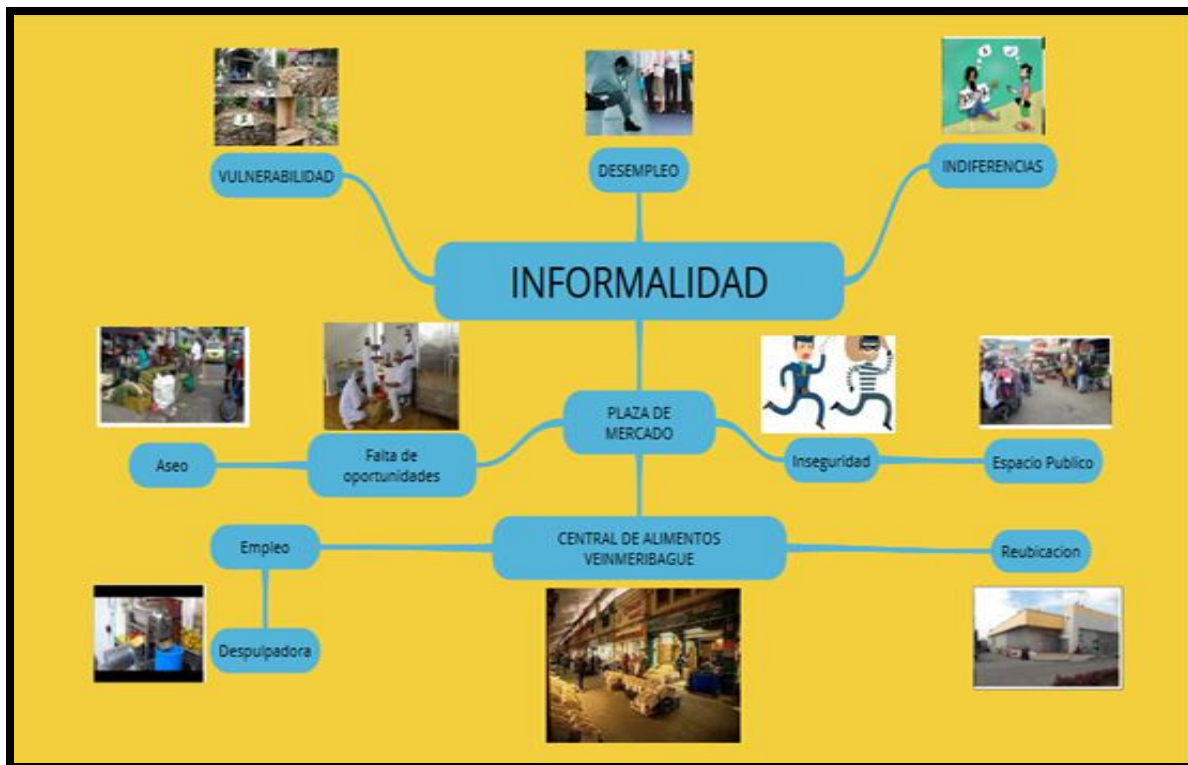 VULNERABILIDAD
DESEMPLEO
INDIFERENCIAS
INFORMALIDAD
PLAZA DE
MERCADO
Falta de
oportunidades
Aseo
Inseguridad
Espacio Publico
CENTRAL DE ALIMENTOS
VEINMERIBAGUE
Empleo
Reubicacion
Despulpadora